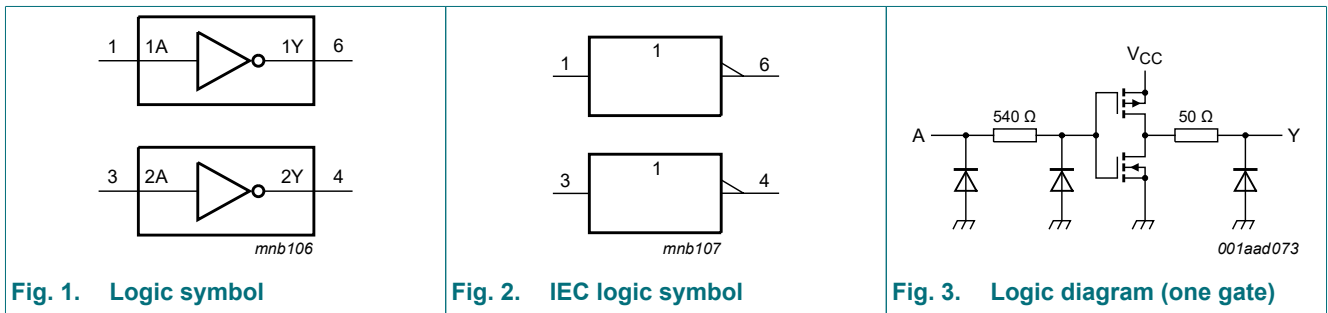 1 1A 1Y 6
3 2A 2Y 4
mnb106
Fig. 1. Logic symbol
1
1 6
1
3 4
mnb107
Fig. 2. IEC logic symbol
VCC
540 Ω 50 Ω
A Y
001aad073
Fig. 3. Logic diagram (one gate)